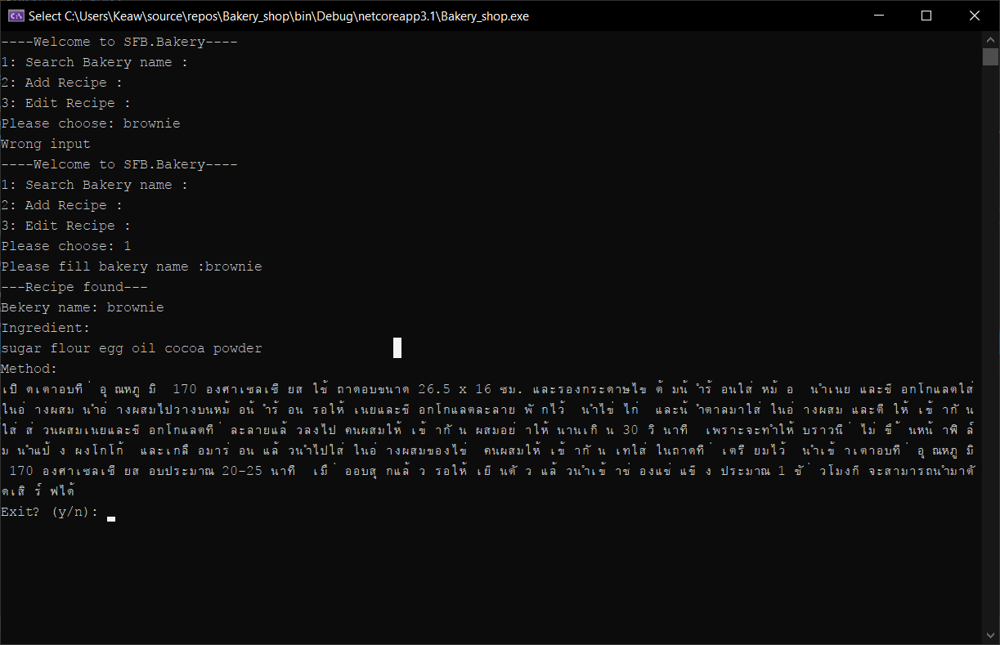 Select C:\Users\Keaw\source\repos\Bakery_shop\bin\Debug\netcoreapp3.1\Bakery_shop.exe
----Welcome to SFB.Bakery----
1: Search Bakery name :
2: Add Recipe :
3: Edit Recipe :
Please choose: brownie
Wrong input
----Welcome to SFB.Bakery----
1: Search Bakery name :
2: Add Recipe :
3: Edit Recipe :
Please choose: 1
Please fill bakery name :brownie
---Recipe found---
Bekery name: brownie
Ingredient:
sugar flour egg oil cocoa powder
Method:
เปิดเตาอบที่อุณหภูมิ 170 องศาเซลเซียส ใช้ถาดอบขนาด 26.5 x 16 ซม. และรองกระดาษไข ต้มน้ำร้อนใส่หม้อ นำเนย และช็อกโกแลตใส่
ในอ่างผสม นำอ่างผสมไปวางบนหม้อน้ำร้อน รอให้เนยและช็อกโกแลตละลาย พักไว้ นำไข่ไก่ และน้ำตาลมาใส่ในอ่างผสม และตีให้เข้ากัน
ใส่ส่วนผสมเนยและช็อกโกแลตที่ละลายแล้วลงไป คนผสมให้เข้ากัน ผสมอย่าให้นานเกิน 30 วินาที เพราะจะทำให้บราวนี่ไม่ขึ้นหน้าฟิล์
ม นำแป้ง ผงโกโก้ และเกลือมาร่อน แล้วนำไปใส่ในอ่างผสมของไข่ คนผสมให้เข้ากัน เทใส่ในถาดที่เตรียมไว้ นำเข้าเตาอบที่อุณหภูมิ
170 องศาเซลเซียส อบประมาณ 20-25 นาที เมื่ออบสุกแล้ว รอให้เย็นตัว แล้วนำเข้าช่องแช่แข็ง ประมาณ 1 ชั่วโมงก็จะสามารถนำมาตั
ดเสิร์ฟได้
Exit? (y/n):